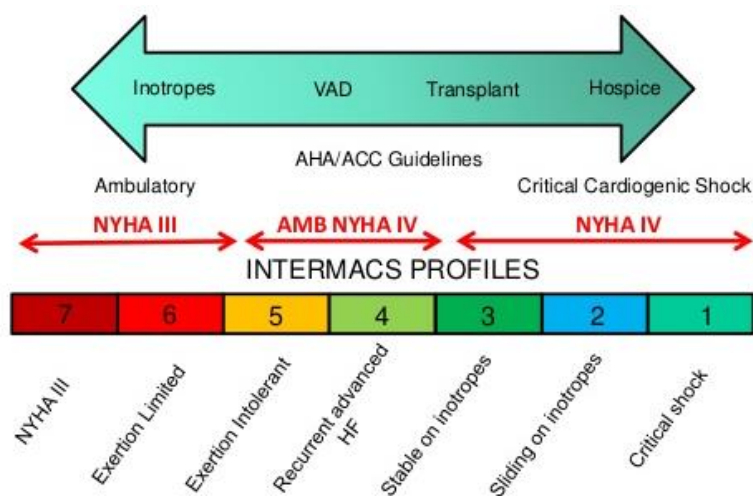 Inotropes VAD Transplant Hospice
AHA/ACC Guidelines
Ambulatory Critical Cardiogenic Shock
NYHA III AMB NYHA IV NYHA IV
INTERMACS PROFILES
7 6 5 4 3 2 1
NYHA III
Exertion Limited
Exertion Intolerant
Recurrent advanced
HF
Stable on inotropes
Sliding on inotropes
Critical shock